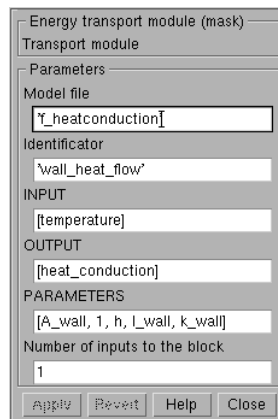 Energy transport module (mask)
Transport module
Parameters
Model file
'f_heatconduction
Identificator
'wall_heat_flow'
INPUT
[temperature]
OUTPUT
[heat_conduction]
PARAMETERS
[A_wall, 1, h, l_wall, k_wall]
Number of inputs to the block
1
Apply Revert Help Close